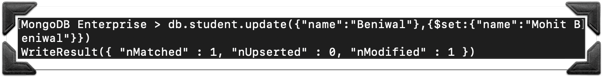 MongoDB Enterprise > db.student.update({"name":"Beniwal"},{$set:{"name":"Mohit B
eniwal"}})
WriteResult({ "nMatched" : 1, "nUpserted" : 0, "nModified" : 1 })